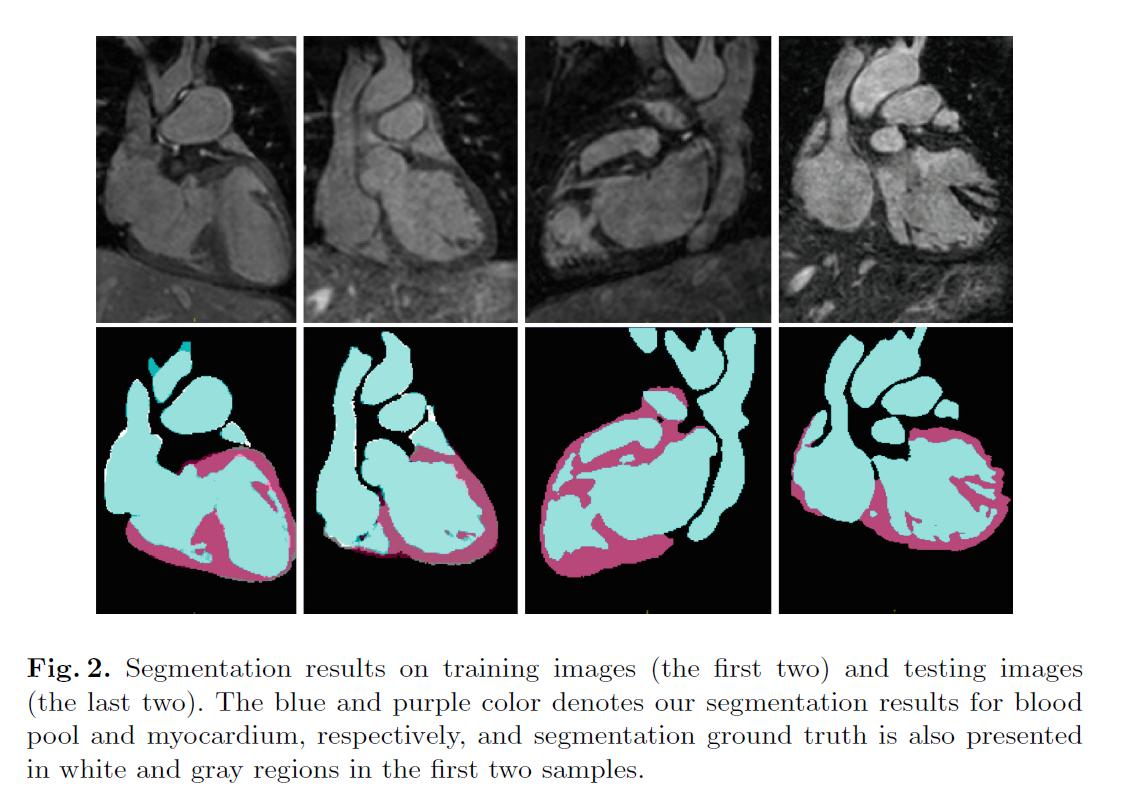 Fig. 2. Segmentation results on training images (the first two) and testing images
(the last two). The blue and purple color denotes our segmentation results for blood
pool and myocardium, respectively, and segmentation ground truth is also presented
in white and gray regions in the first two samples.